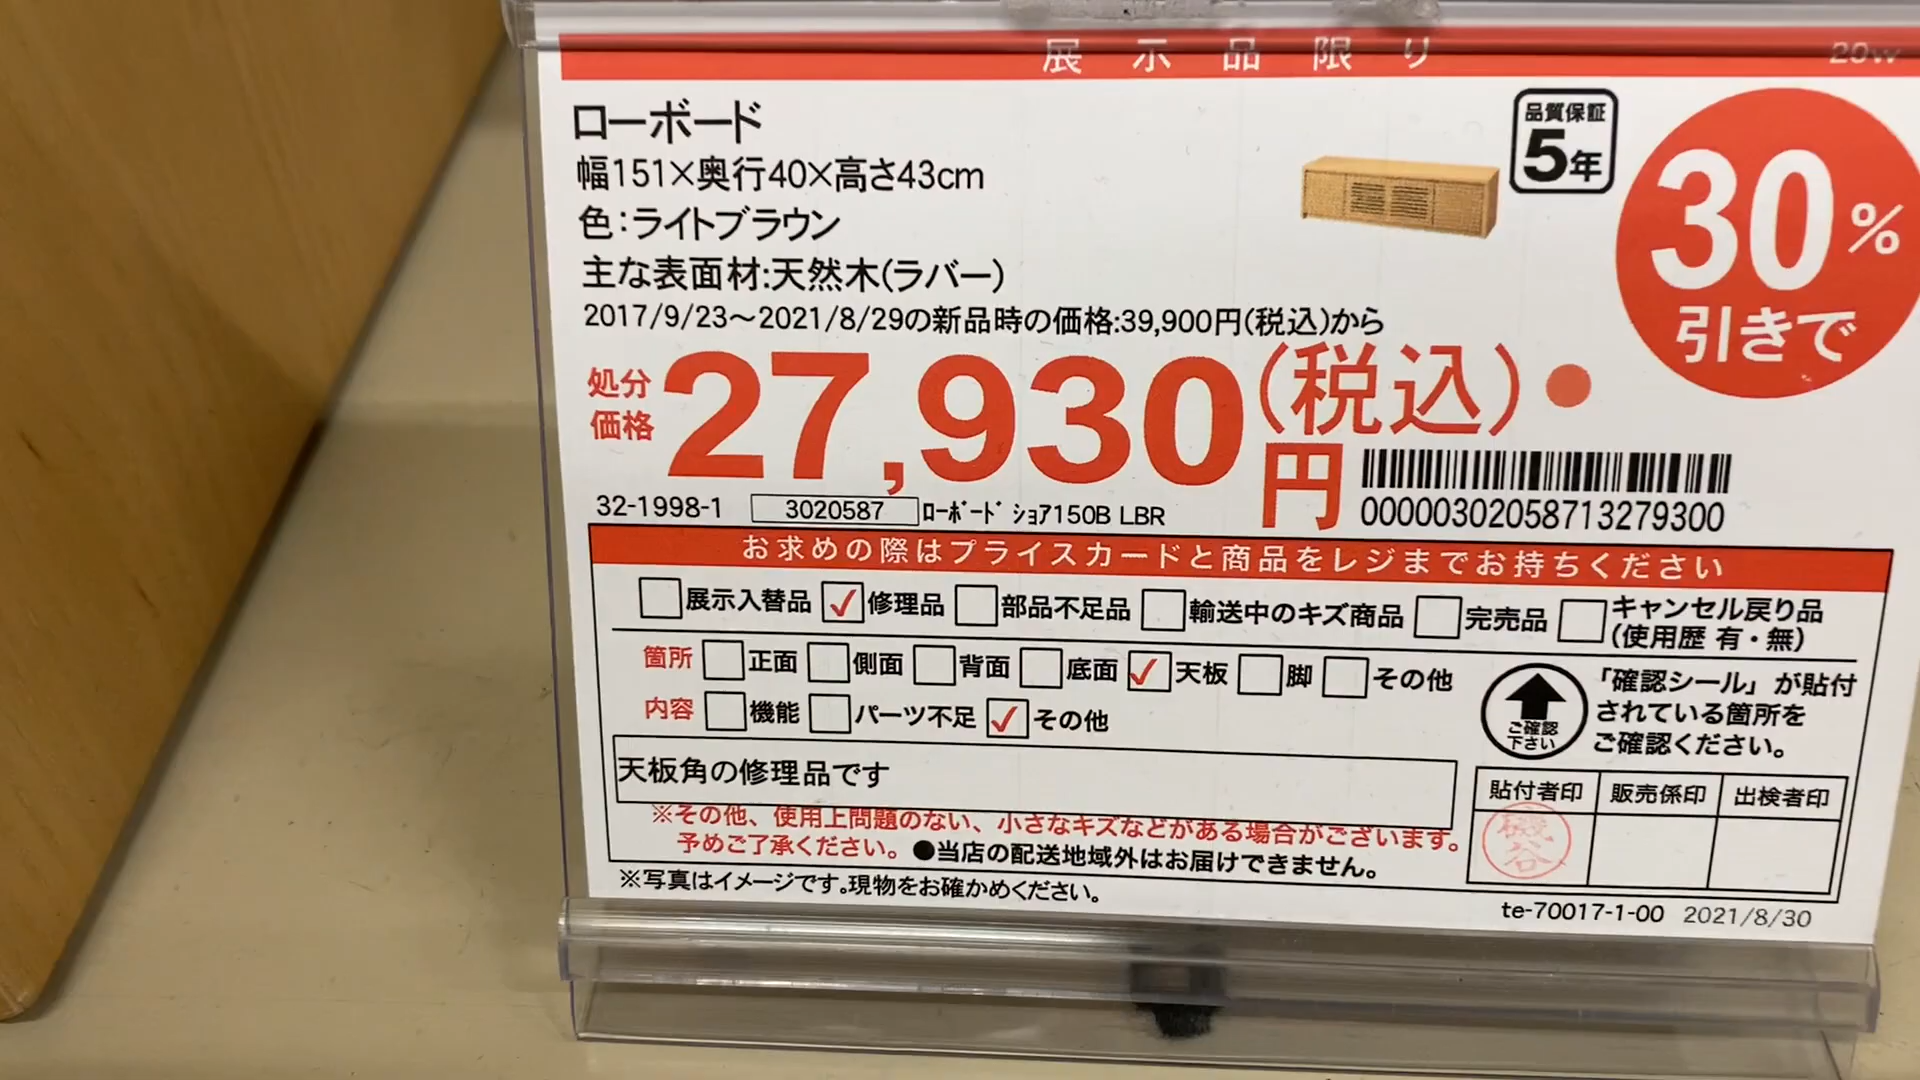 展示品限り
20w
ローボード
幅151×奥行40×高さ43cm
色:ライトブラウン
主な表面材:天然木(ラバー)
2017/9/23～2021/8/29の新品時の価格:39,900円(税込)から
品質保証
5年
30%
引きで
処分
価格
27,930円(税込)
32-1998-1 3020587 ﾛｰﾎﾞｰﾄﾞ ｼｮｱ150B LBR
00000302058713279300
お求めの際はプライスカードと商品をレジまでお持ちください
展示入替品 ✓修理品 部品不足品 輸送中のキズ商品 完売品 キャンセル戻り品
(使用歴 有・無)
箇所 正面 側面 背面 底面 ✓天板 脚 その他
内容 機能 パーツ不足 ✓その他
ご確認
下さい
「確認シール」が貼付
されている箇所を
ご確認ください。
天板角の修理品です
※その他、使用上問題のない、小さなキズなどがある場合がございます。
予めご了承ください。●当店の配送地域外はお届けできません。
※写真はイメージです。現物をお確かめください。
貼付者印 販売係印 出検者印
磯谷
te-70017-1-00 2021/8/30